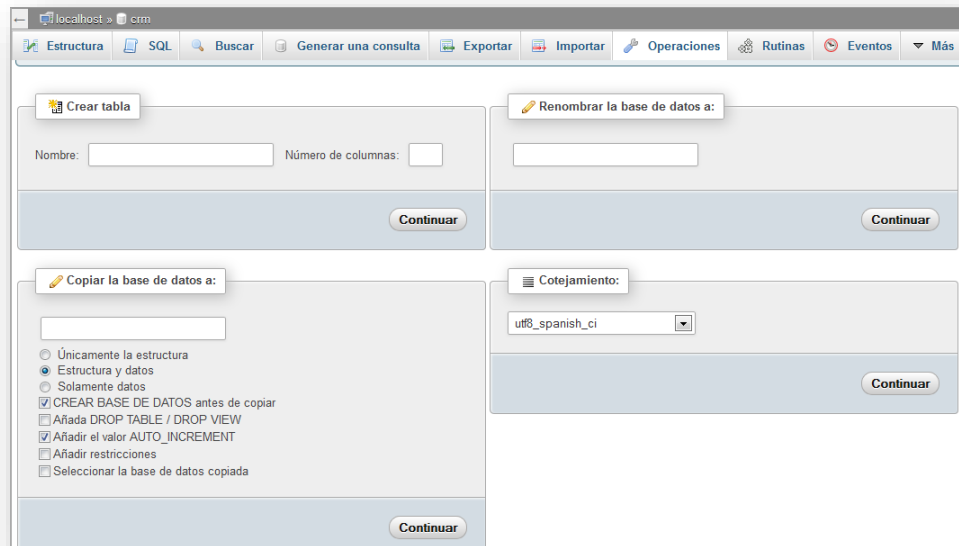 localhost » crm
Estructura SQL Buscar Generar una consulta Exportar Importar Operaciones Rutinas Eventos Más
Crear tabla
Nombre: Número de columnas:
Continuar
Renombrar la base de datos a:
Continuar
Copiar la base de datos a:
Únicamente la estructura
Estructura y datos
Solamente datos
CREAR BASE DE DATOS antes de copiar
Añada DROP TABLE / DROP VIEW
Añadir el valor AUTO_INCREMENT
Añadir restricciones
Seleccionar la base de datos copiada
Continuar
Cotejamiento:
utf8_spanish_ci
Continuar